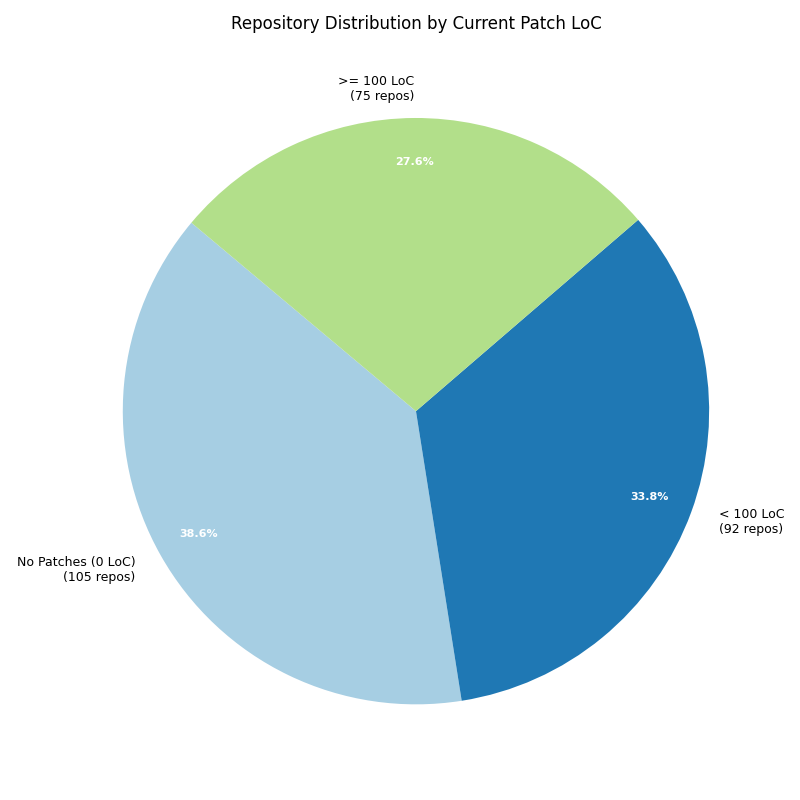 Repository Distribution by Current Patch LoC
>= 100 LoC
(75 repos)
27.6%
33.8%
< 100 LoC
(92 repos)
38.6%
No Patches (0 LoC)
(105 repos)